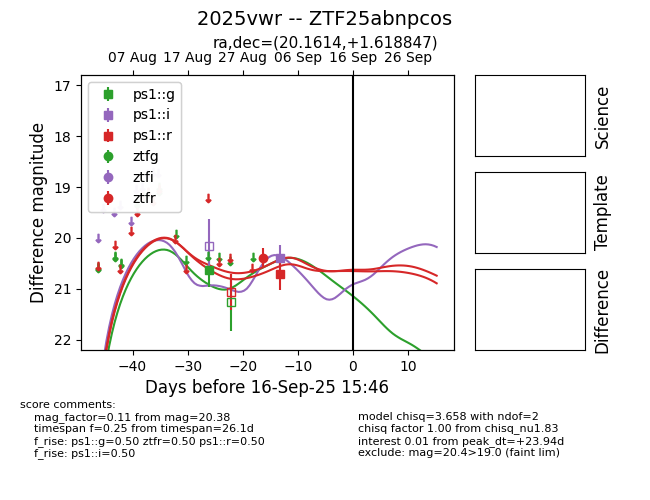 2025vwr -- ZTF25abnpcos
ra,dec=(20.1614,+1.618847)
07 Aug 17 Aug 27 Aug 06 Sep 16 Sep 26 Sep
17
18
19
20
21
22
Difference magnitude
ps1::g
ps1::i
ps1::r
ztfg
ztfi
ztfr
−40 −30 −20 −10 0 10
Days before 16-Sep-25 15:46
Science
Template
Difference
score comments:
mag_factor=0.11 from mag=20.38
timespan f=0.25 from timespan=26.1d
f_rise: ps1::g=0.50 ztfr=0.50 ps1::r=0.50
f_rise: ps1::i=0.50
model chisq=3.658 with ndof=2
chisq factor 1.00 from chisq_nu1.83
interest 0.01 from peak_dt=+23.94d
exclude: mag=20.4>19.0 (faint lim)